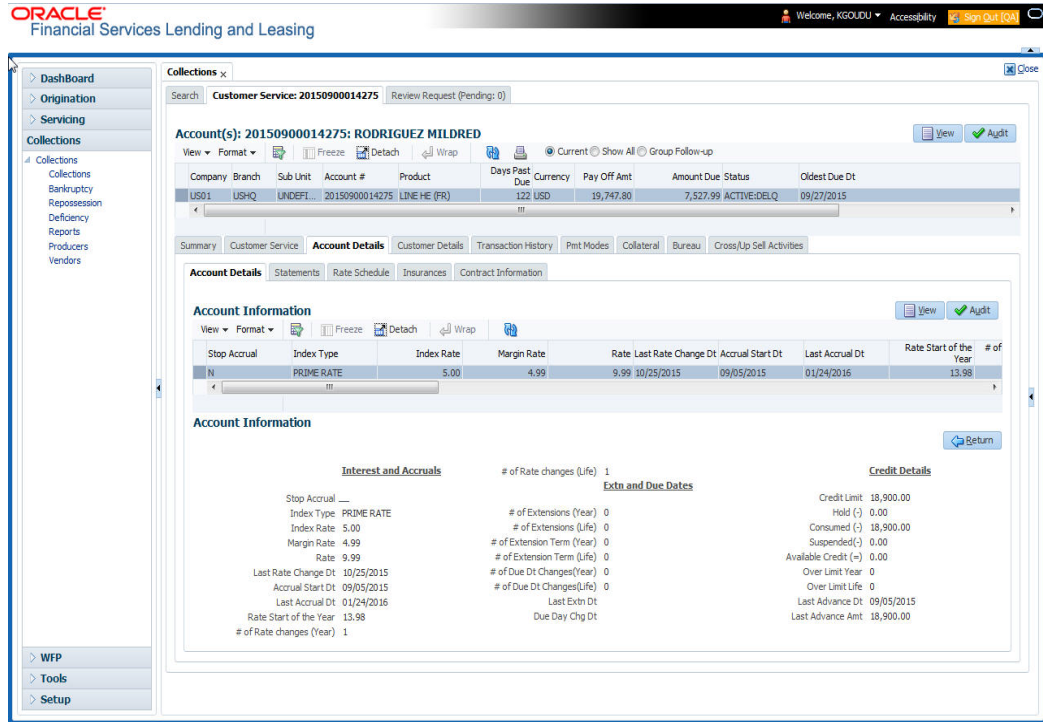 ORACLE
Financial Services Lending and Leasing
Welcome, KGOUDU Accessibility Sign Out [QA]
Close
DashBoard
Origination
Servicing
Collections
Collections
Collections
Bankruptcy
Repossession
Deficiency
Reports
Producers
Vendors
WFP
Tools
Setup
Collections x
Search Customer Service: 20150900014275 Review Request (Pending: 0)
Account(s): 20150900014275: RODRIGUEZ MILDRED
View Audit
View Format Freeze Detach Wrap Current Show All Group Follow-up
Company Branch Sub Unit Account # Product Days Past Due Currency Pay Off Amt Amount Due Status Oldest Due Dt
US01 USHQ UNDEFI... 20150900014275 LINE HE (FR) 122 USD 19,747.80 7,527.99 ACTIVE:DELQ 09/27/2015
Summary Customer Service Account Details Customer Details Transaction History Pmt Modes Collateral Bureau Cross/Up Sell Activities
Account Details Statements Rate Schedule Insurances Contract Information
Account Information
View Audit
View Format Freeze Detach Wrap
Stop Accrual Index Type Index Rate Margin Rate Rate Last Rate Change Dt Accrual Start Dt Last Accrual Dt Rate Start of the Year # of
N PRIME RATE 5.00 4.99 9.99 10/25/2015 09/05/2015 01/24/2016 13.98
Account Information
Return
Interest and Accruals
Stop Accrual
Index Type PRIME RATE
Index Rate 5.00
Margin Rate 4.99
Rate 9.99
Last Rate Change Dt 10/25/2015
Accrual Start Dt 09/05/2015
Last Accrual Dt 01/24/2016
Rate Start of the Year 13.98
# of Rate changes (Year) 1
# of Rate changes (Life) 1
Extn and Due Dates
# of Extensions (Year) 0
# of Extensions (Life) 0
# of Extension Term (Year) 0
# of Extension Term (Life) 0
# of Due Dt Changes(Year) 0
# of Due Dt Changes(Life) 0
Last Extn Dt
Due Day Chg Dt
Credit Details
Credit Limit 18,900.00
Hold (-) 0.00
Consumed (-) 18,900.00
Suspended(-) 0.00
Available Credit (=) 0.00
Over Limit Year 0
Over Limit Life 0
Last Advance Dt 09/05/2015
Last Advance Amt 18,900.00